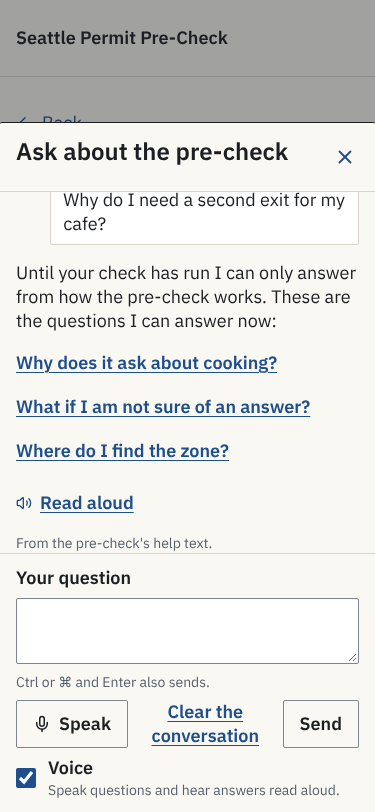 Seattle Permit Pre-Check
Back
Ask about the pre-check
Why do I need a second exit for my
cafe?
Until your check has run I can only answer
from how the pre-check works. These are
the questions I can answer now:
Why does it ask about cooking?
What if I am not sure of an answer?
Where do I find the zone?
Read aloud
From the pre-check's help text.
Your question
Ctrl or ⌘ and Enter also sends.
Speak
Clear the
conversation
Send
Voice
Speak questions and hear answers read aloud.